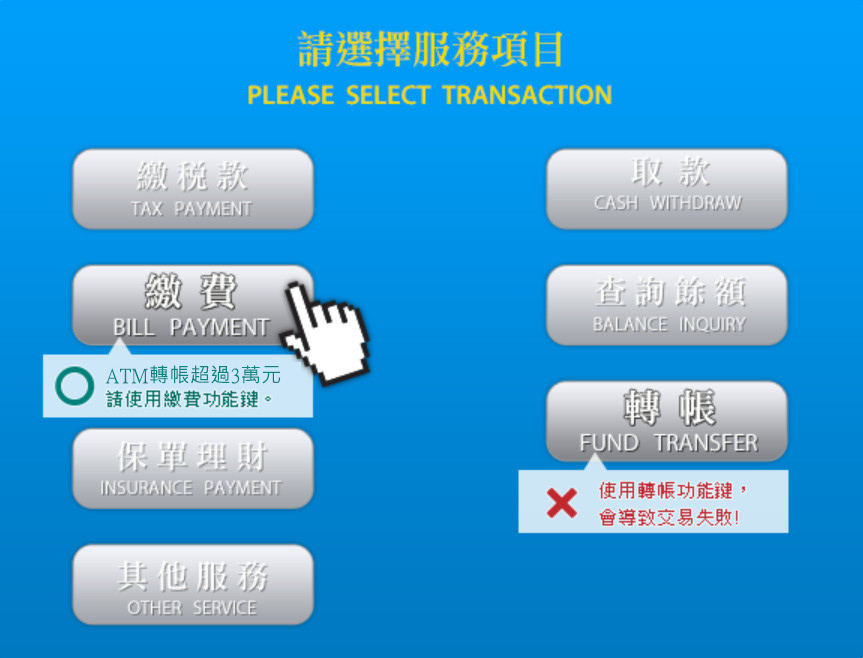 請選擇服務項目
PLEASE SELECT TRANSACTION
繳稅款
TAX PAYMENT
取款
CASH WITHDRAW
繳費
BILL PAYMENT
ATM轉帳超過3萬元
請使用繳費功能鍵。
查詢餘額
BALANCE INQUIRY
轉帳
FUND TRANSFER
使用轉帳功能鍵，
會導致交易失敗!
保單理財
INSURANCE PAYMENT
其他服務
OTHER SERVICE